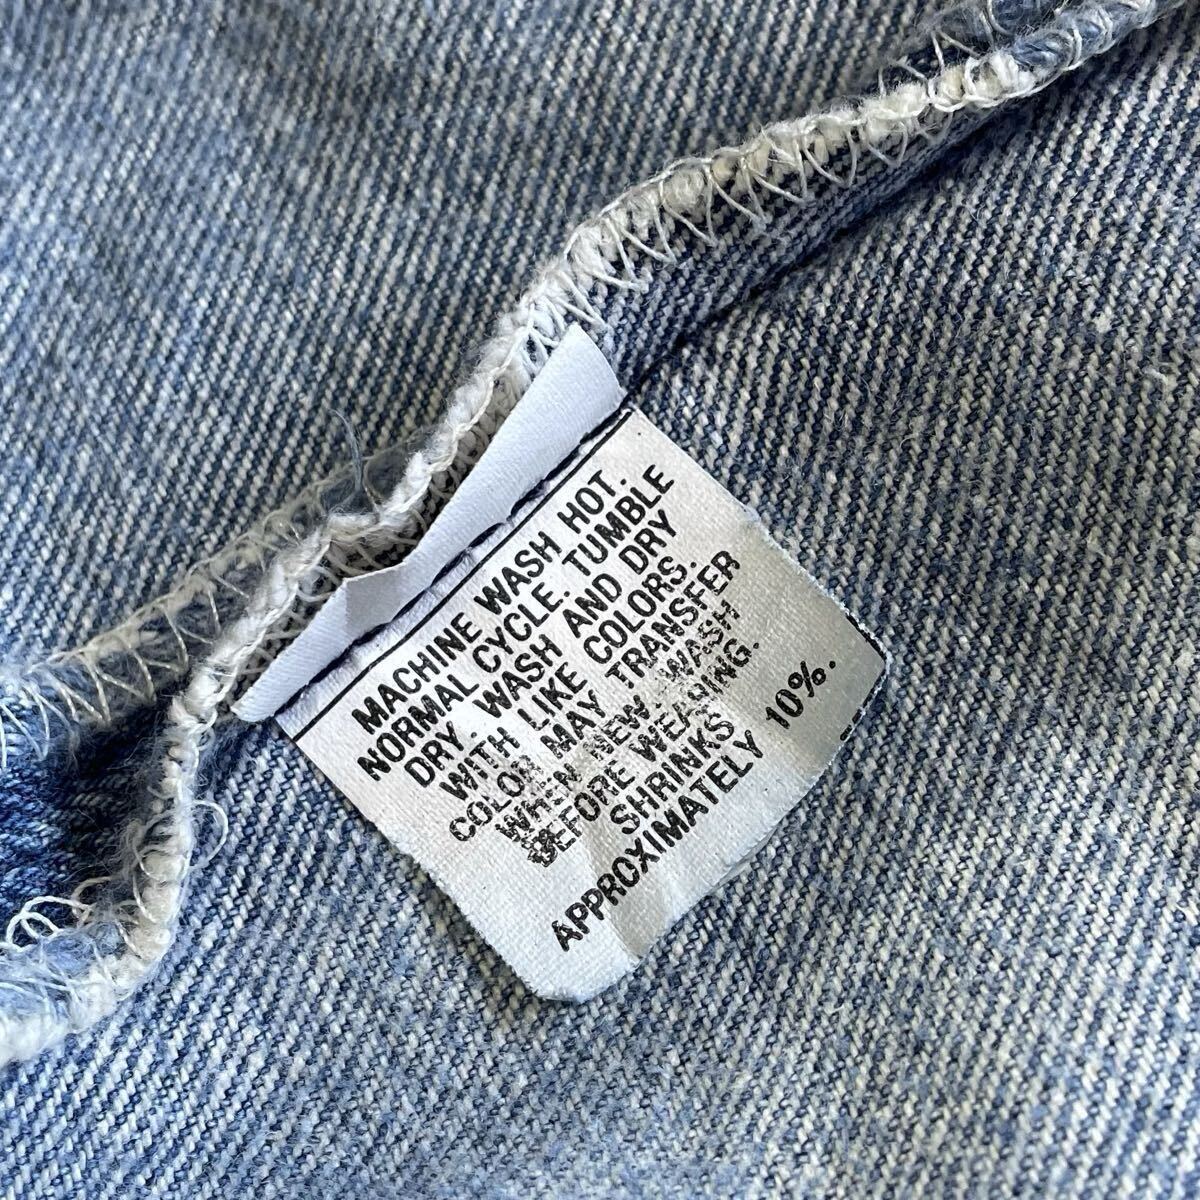 MACHINE WASH HOT.
NORMAL CYCLE. TUMBLE
DRY. WASH AND DRY
WITH LIKE COLORS.
COLOR MAY TRANSFER
WHEN NEW. WASH
BEFORE WEARING.
SHRINKS
APPROXIMATELY 10%.